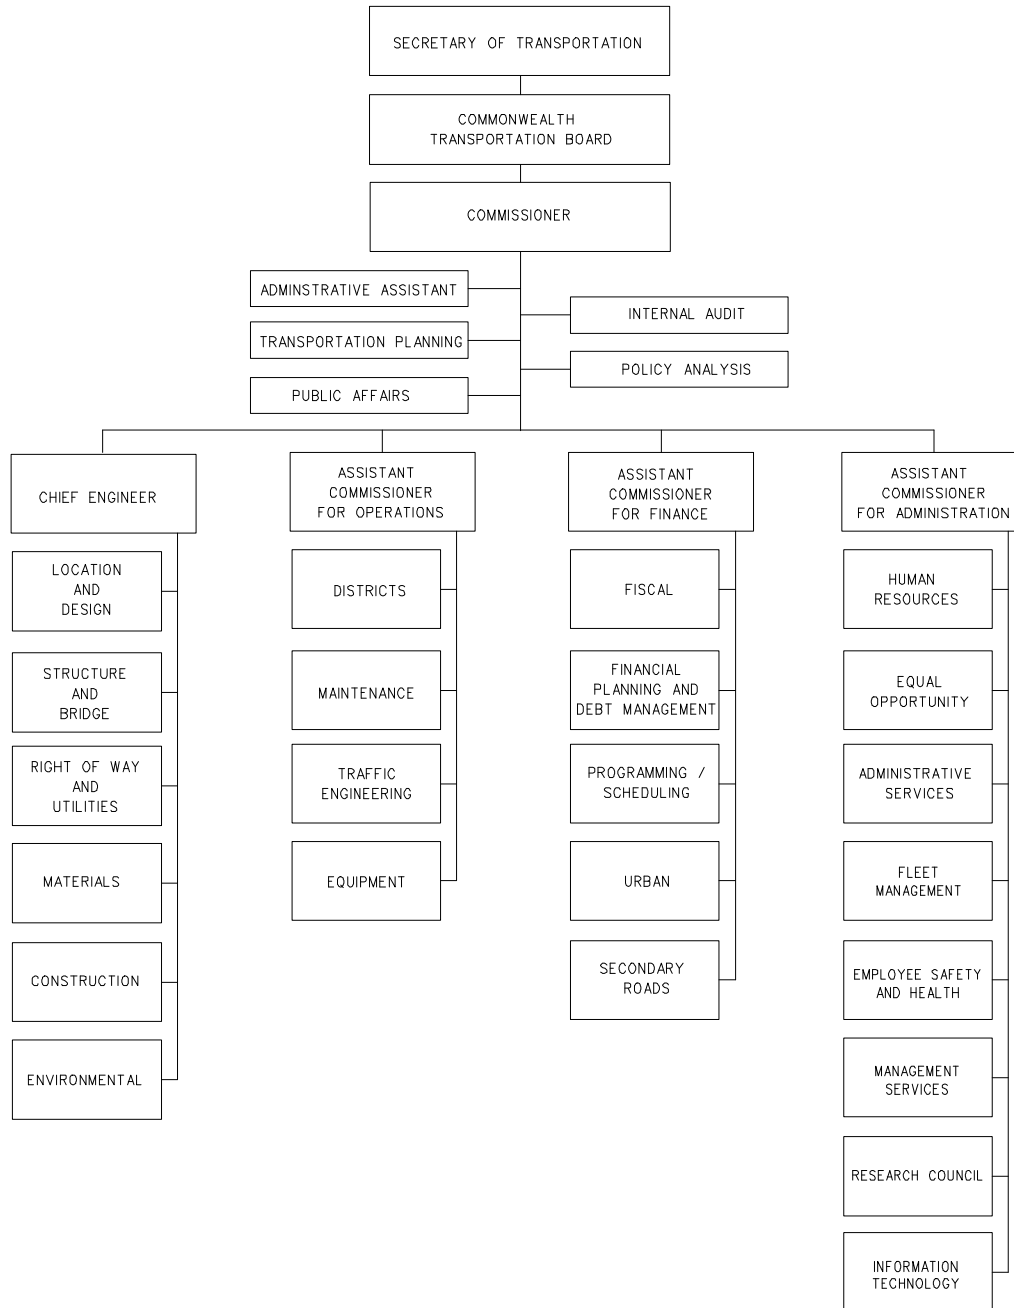 SECRETARY OF TRANSPORTATION
COMMONWEALTH
TRANSPORTATION BOARD
COMMISSIONER
ADMINSTRATIVE ASSISTANT
INTERNAL AUDIT
TRANSPORTATION PLANNING
POLICY ANALYSIS
PUBLIC AFFAIRS
CHIEF ENGINEER
LOCATION
AND
DESIGN
STRUCTURE
AND
BRIDGE
RIGHT OF WAY
AND
UTILITIES
MATERIALS
CONSTRUCTION
ENVIRONMENTAL
ASSISTANT
COMMISSIONER
FOR OPERATIONS
DISTRICTS
MAINTENANCE
TRAFFIC
ENGINEERING
EQUIPMENT
ASSISTANT
COMMISSIONER
FOR FINANCE
FISCAL
FINANCIAL
PLANNING AND
DEBT MANAGEMENT
PROGRAMMING /
SCHEDULING
URBAN
SECONDARY
ROADS
ASSISTANT
COMMISSIONER
FOR ADMINISTRATION
HUMAN
RESOURCES
EQUAL
OPPORTUNITY
ADMINISTRATIVE
SERVICES
FLEET
MANAGEMENT
EMPLOYEE SAFETY
AND HEALTH
MANAGEMENT
SERVICES
RESEARCH COUNCIL
INFORMATION
TECHNOLOGY